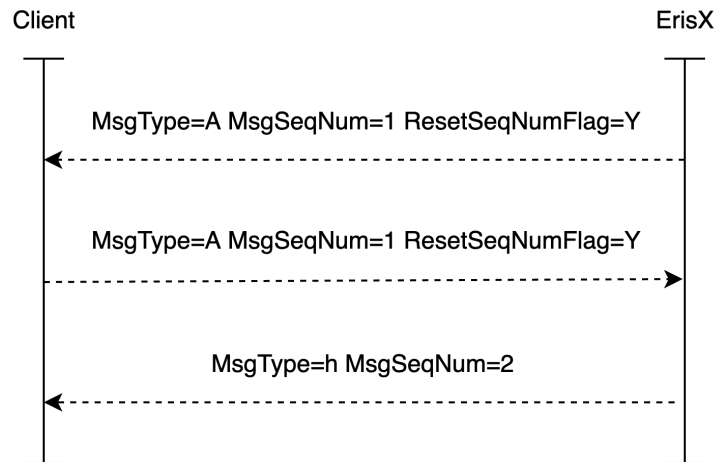 Client
ErisX
MsgType=A MsgSeqNum=1 ResetSeqNumFlag=Y
MsgType=A MsgSeqNum=1 ResetSeqNumFlag=Y
MsgType=h MsgSeqNum=2